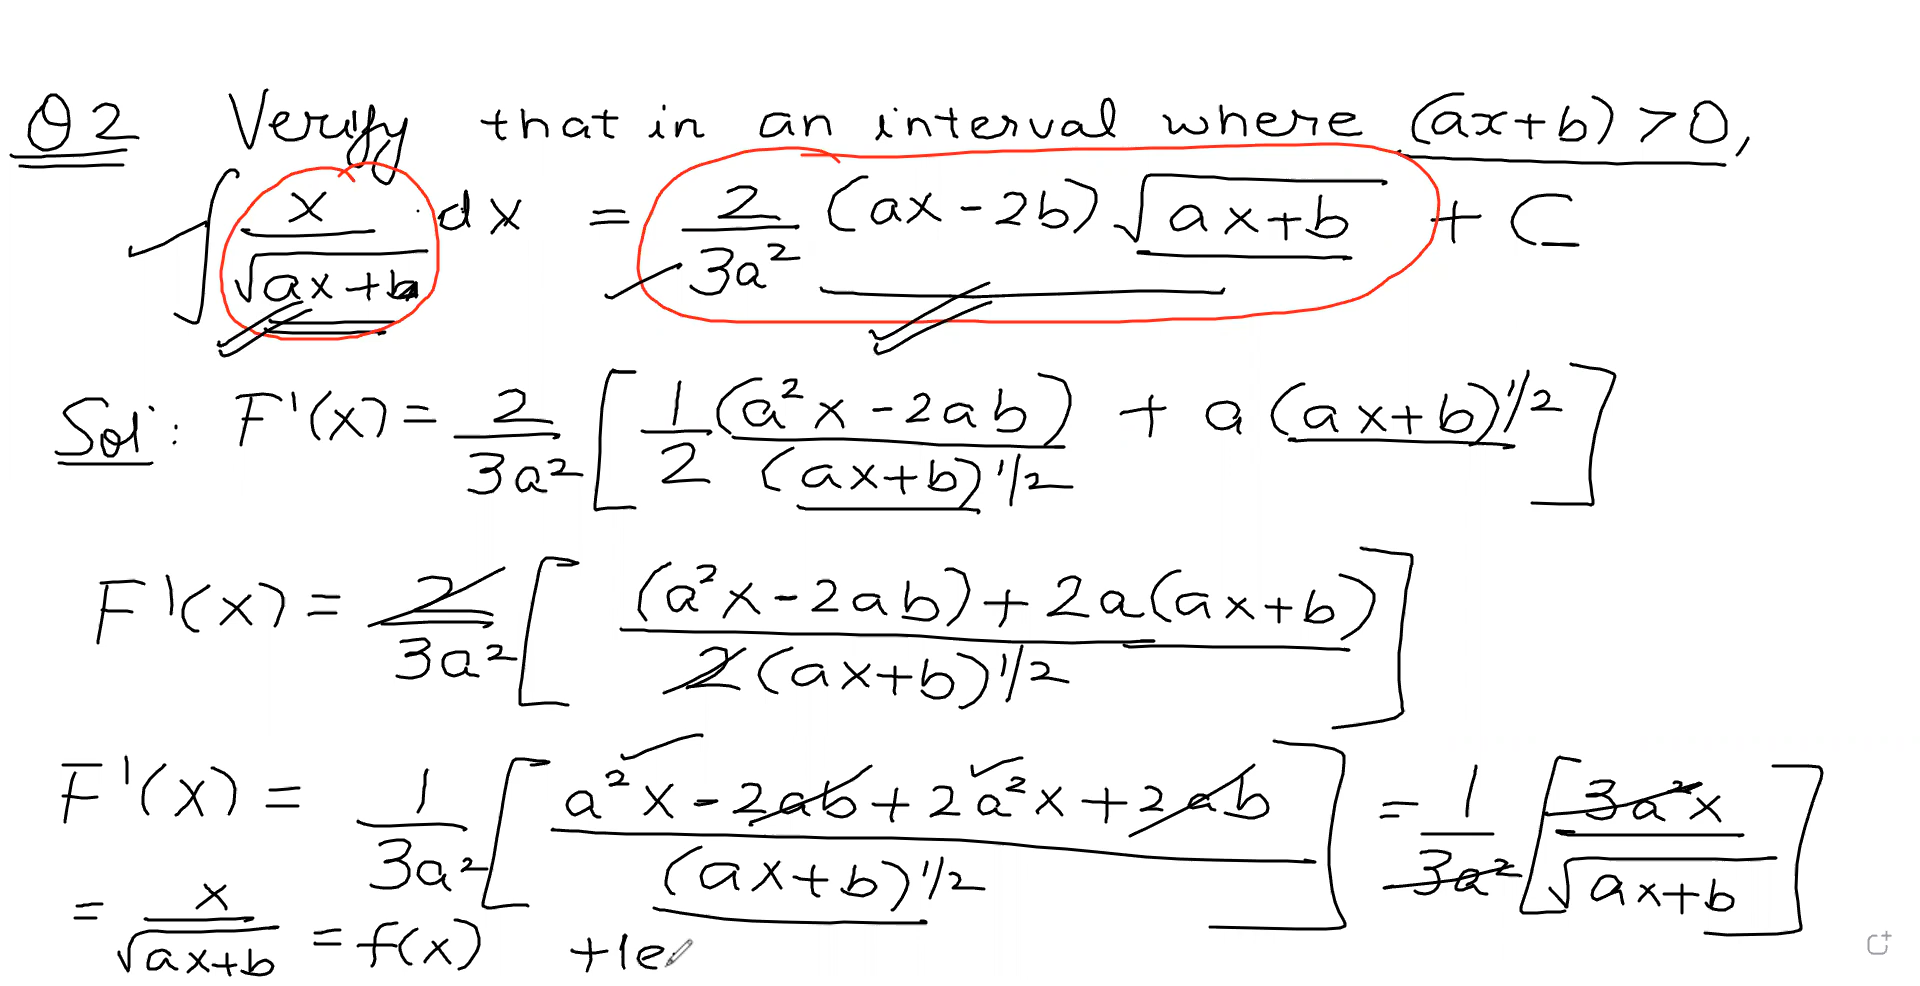 Q2 Verify that in an interval where (ax+b) > 0,
∫ x/√(ax+b) dx = 2/(3a²) (ax-2b) √(ax+b) + C
Sol: F'(x) = 2/(3a²) [ 1/2 (a²x-2ab)/(ax+b)^(1/2) + a(ax+b)^(1/2) ]
F'(x) = 2/(3a²) [ ((a²x-2ab)+2a(ax+b))/(2(ax+b)^(1/2)) ]
F'(x) = 1/(3a²) [ (a²x-2ab+2a²x+2ab)/(ax+b)^(1/2) ] = 1/(3a²) [ 3a²x/√(ax+b) ]
= x/√(ax+b) = f(x) +le